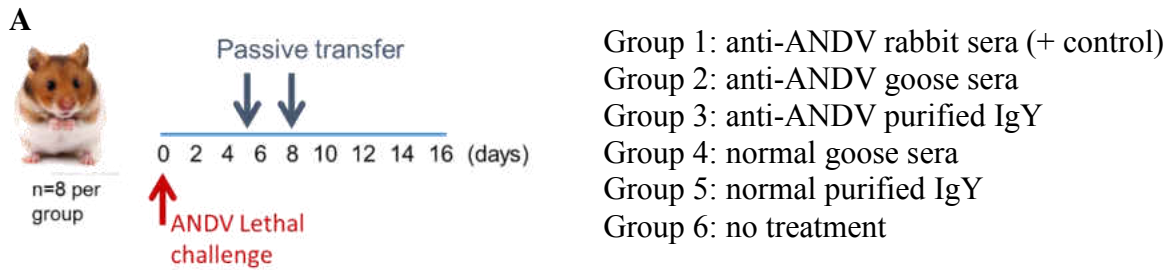 A
Passive transfer
0 2 4 6 8 10 12 14 16 (days)
n=8 per
group
ANDV Lethal
challenge
Group 1: anti-ANDV rabbit sera (+ control)
Group 2: anti-ANDV goose sera
Group 3: anti-ANDV purified IgY
Group 4: normal goose sera
Group 5: normal purified IgY
Group 6: no treatment